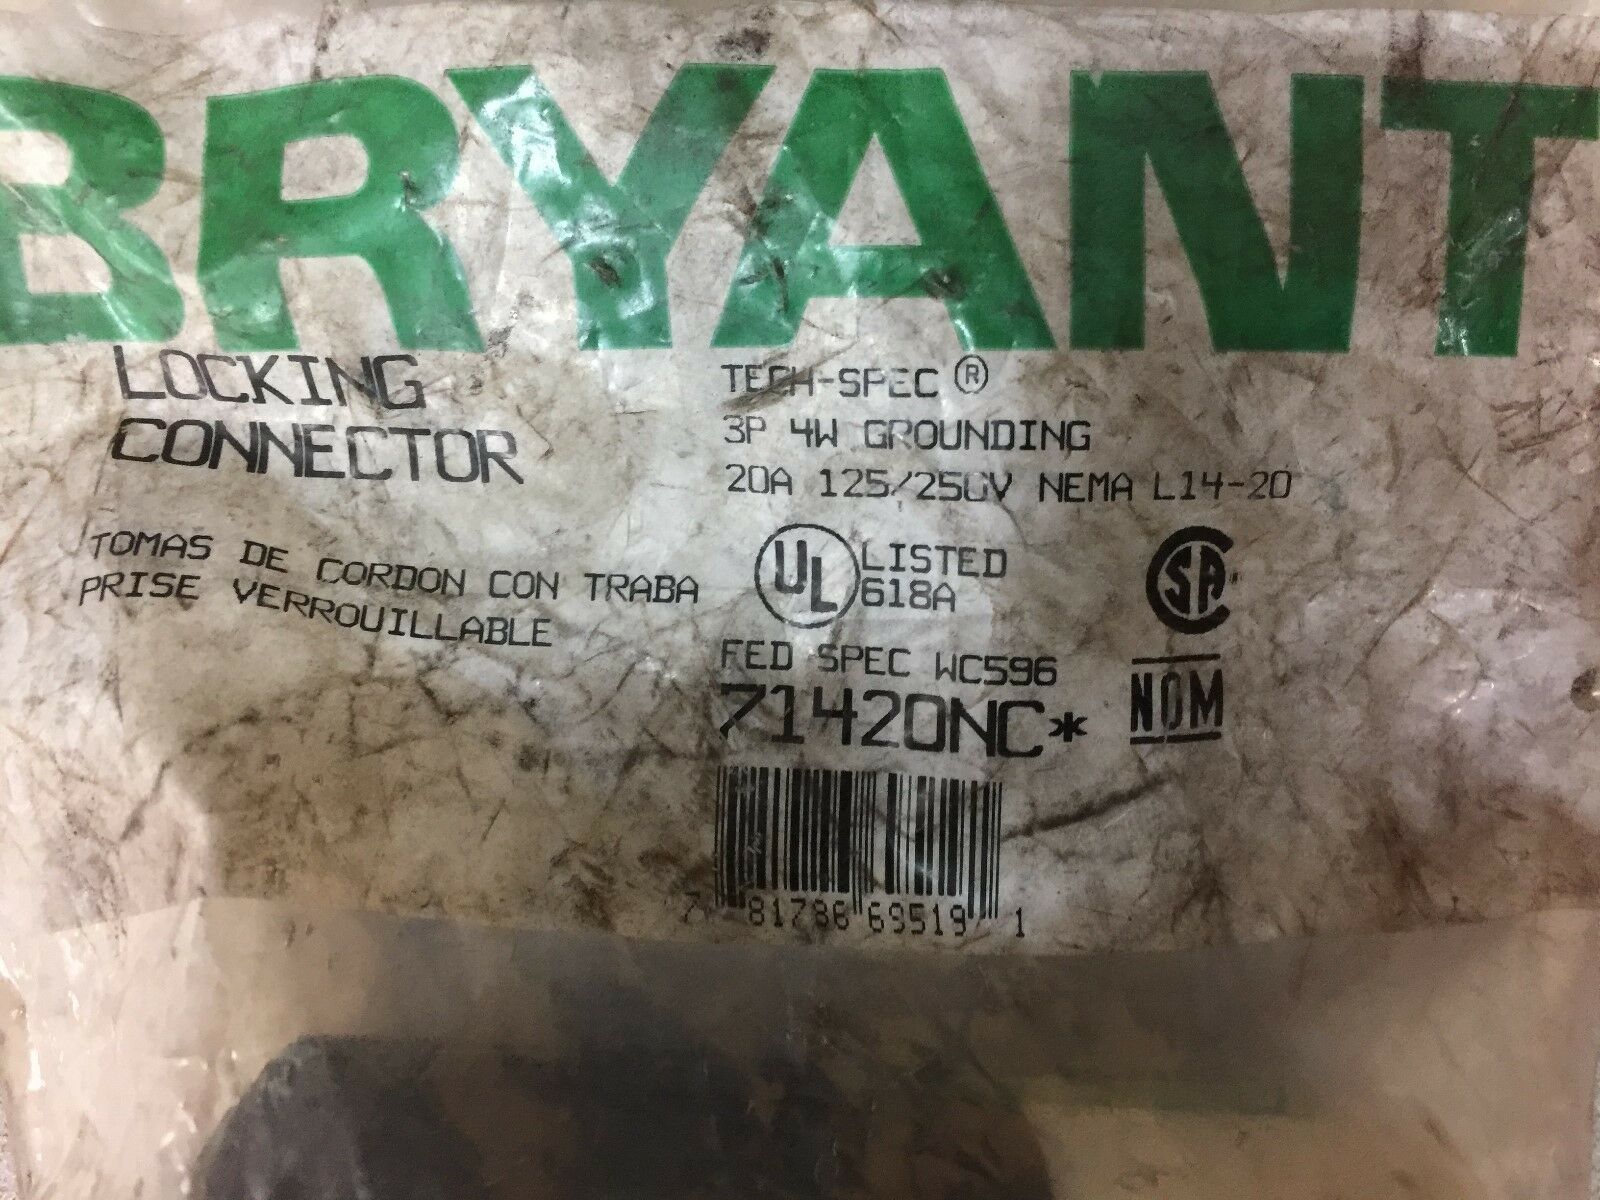 BRYANT
LOCKING
CONNECTOR
TOMAS DE CORDON CON TRABA
PRISE VERROUILLABLE
TECH-SPEC ®
3P 4W GROUNDING
20A 125/250V NEMA L14-20
UL LISTED
618A
SA
FED SPEC WC596
71420NC*
NOM
7 81786 69519 1